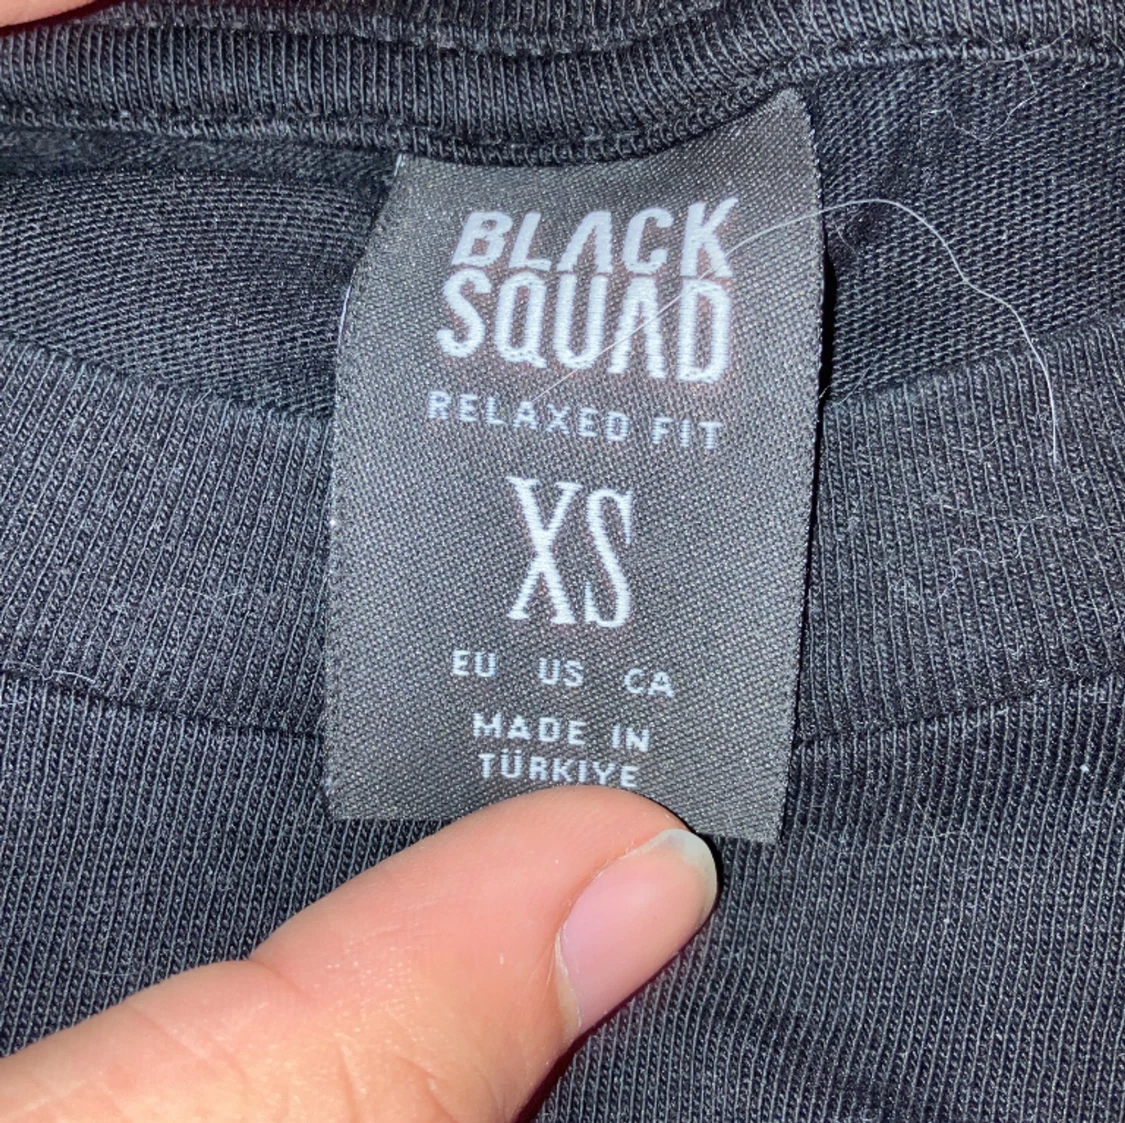 BLACK
SQUAD
RELAXED FIT
XS
EU US CA
MADE IN
TÜRKIYE